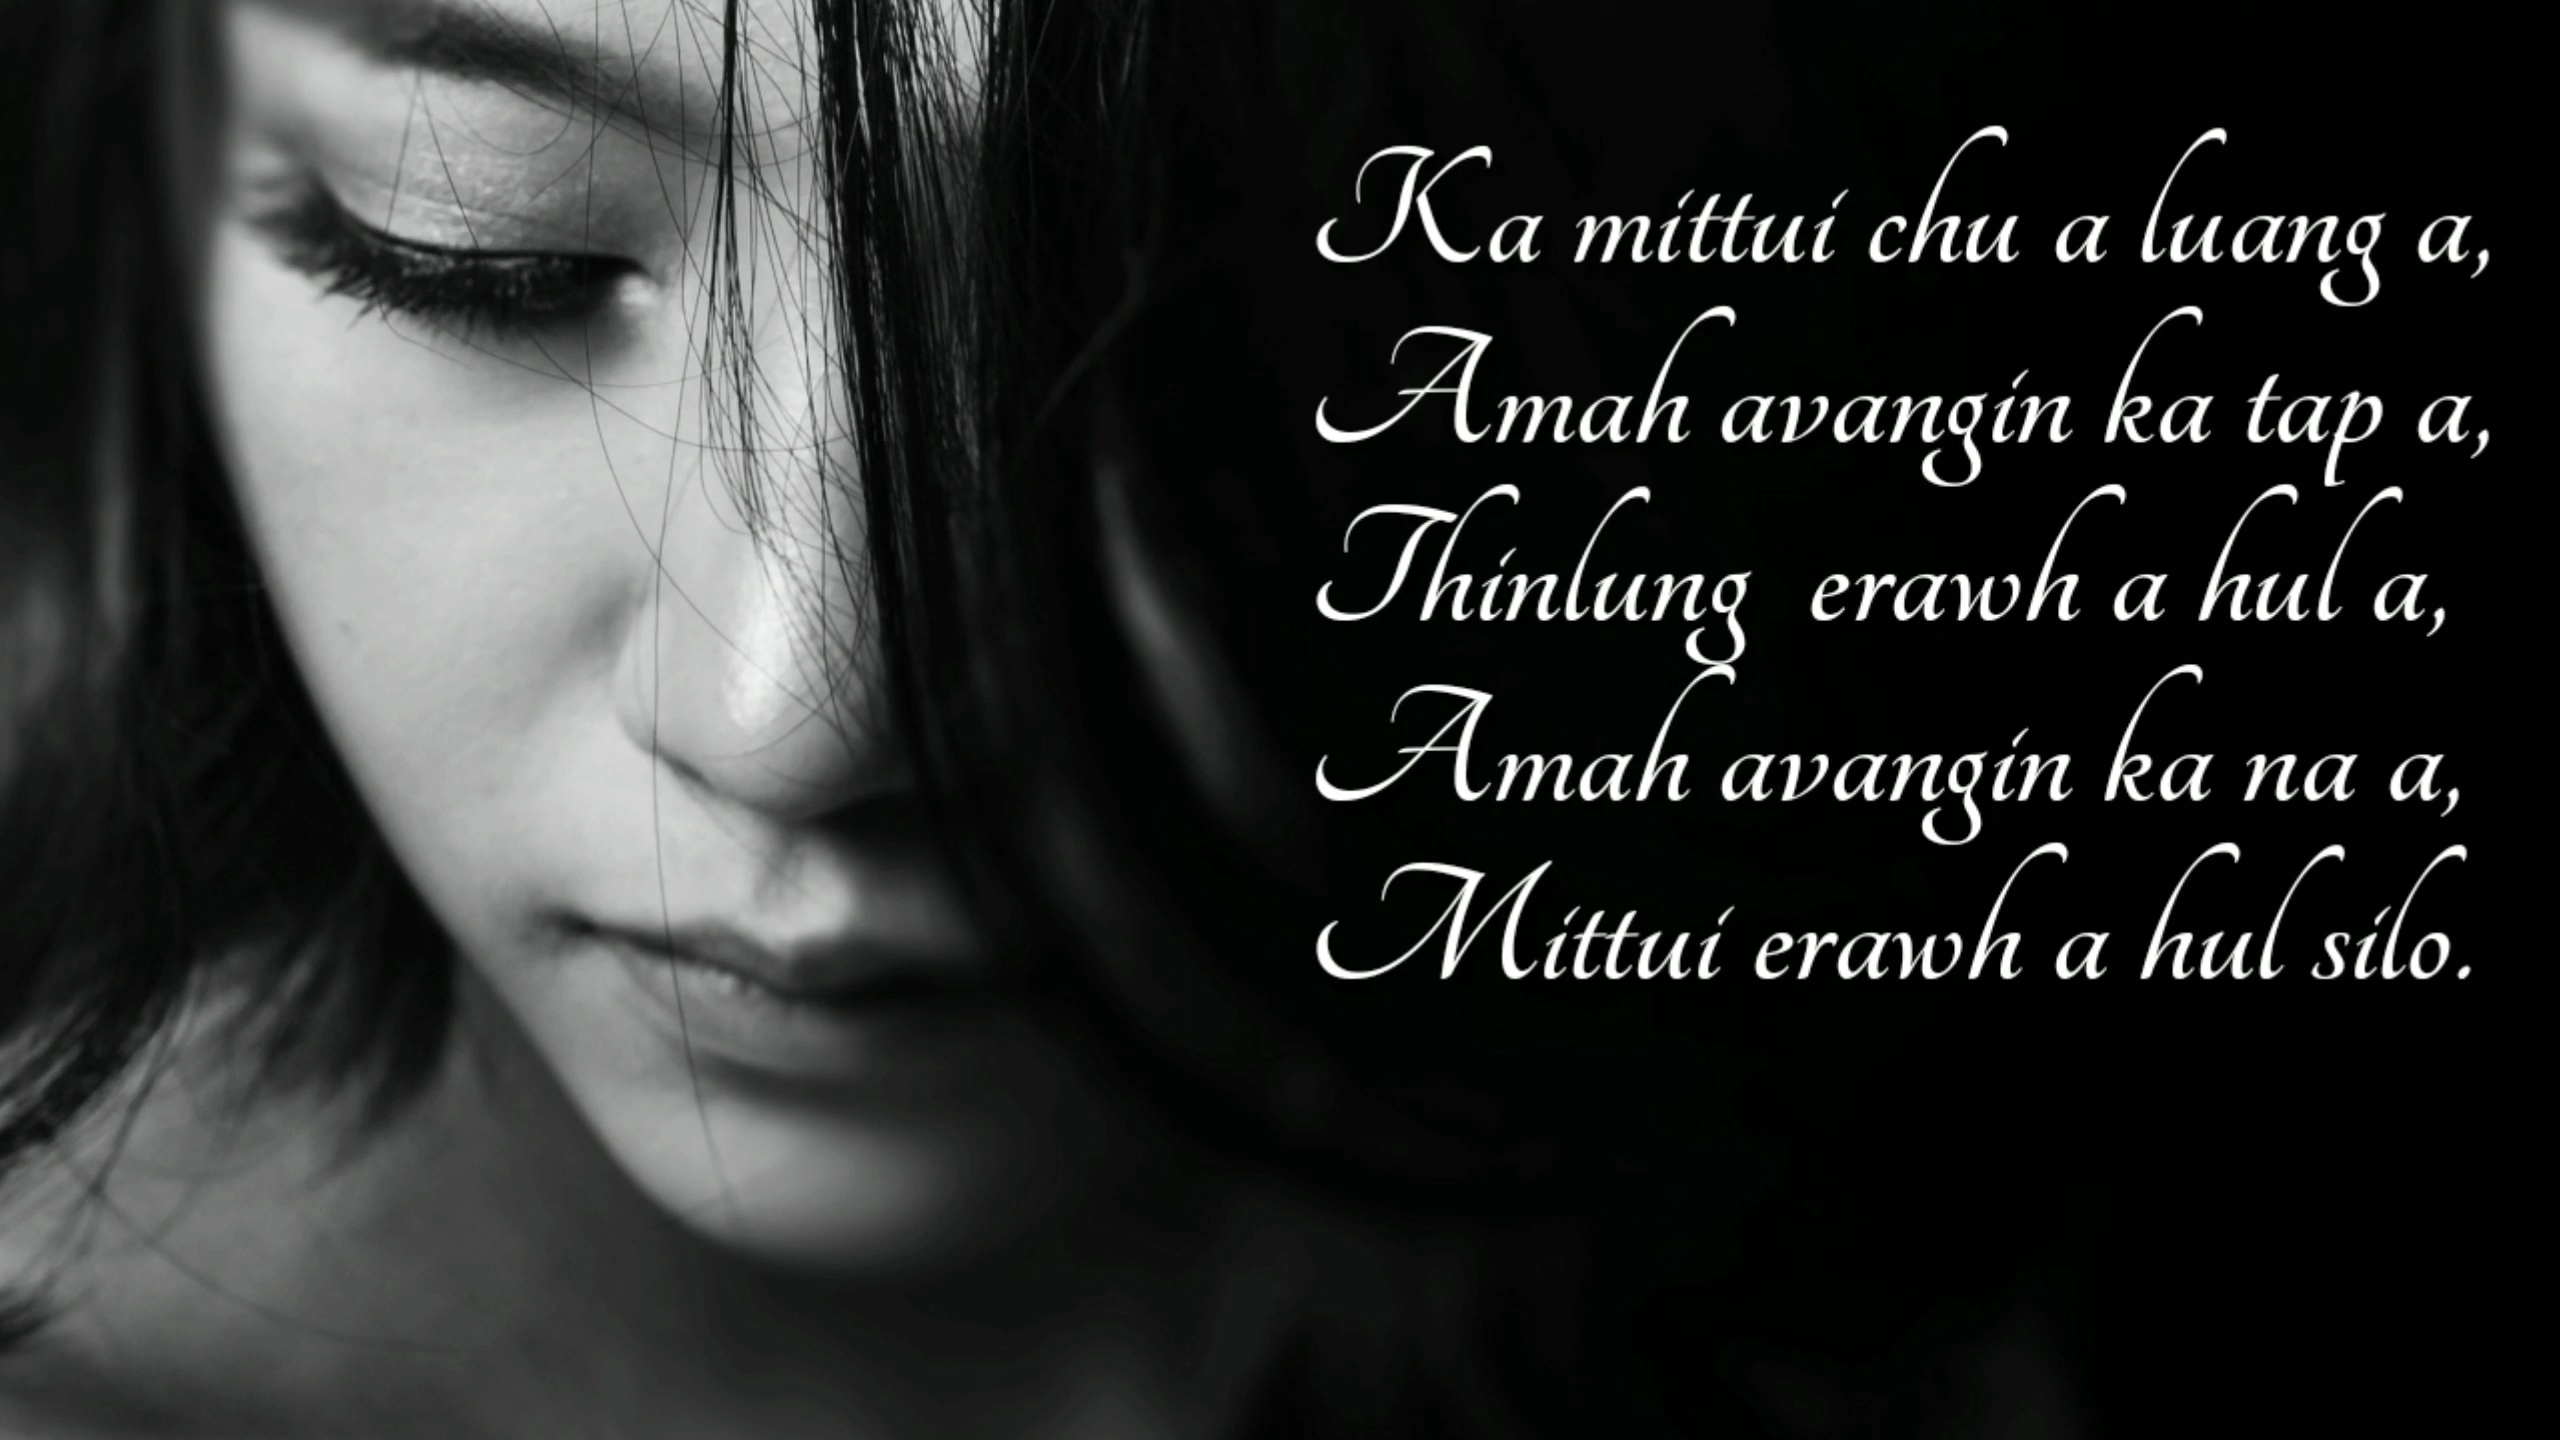 Ka mittui chu a luang a,
Amah avangin ka tap a,
Thinlung erawh a hul a,
Amah avangin ka na a,
Mittui erawh a hul silo.